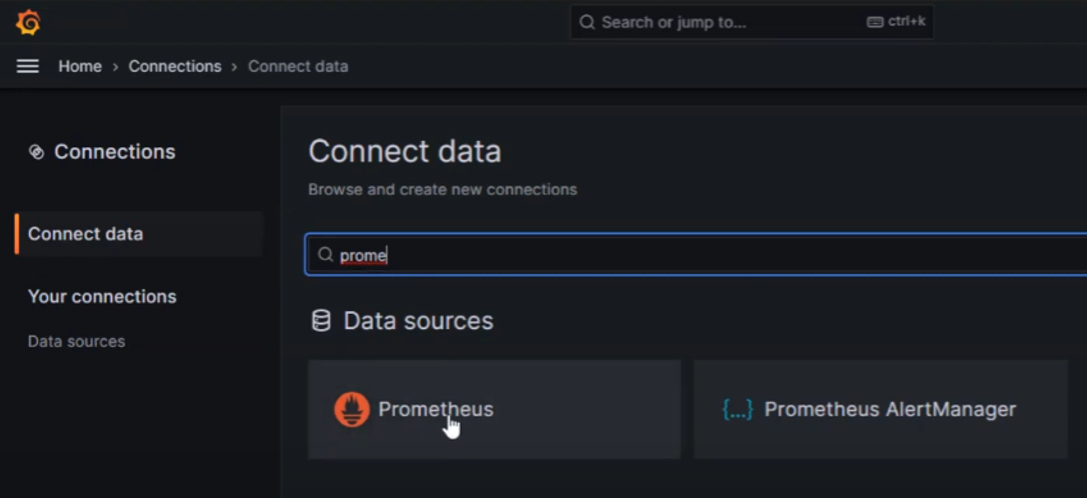 Search or jump to... ctrl+k
Home › Connections › Connect data
Connections
Connect data
Your connections
Data sources
Connect data
Browse and create new connections
prome
Data sources
Prometheus
{...} Prometheus AlertManager